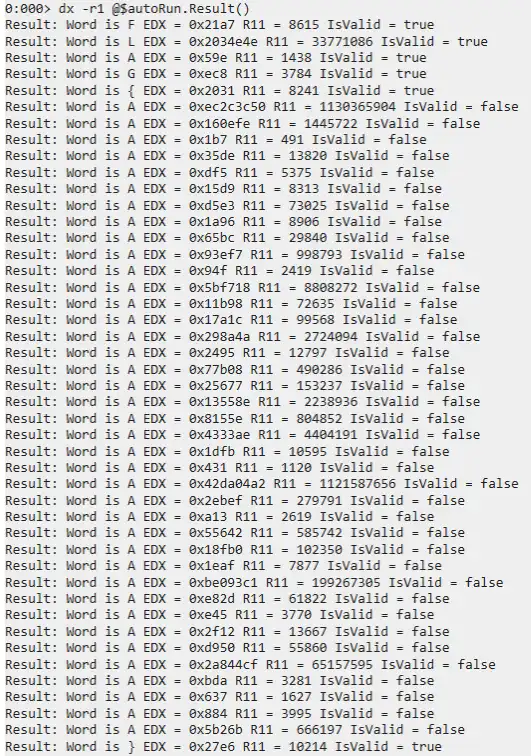 0:000> dx -r1 @$autoRun.Result()
Result: Word is F EDX = 0x21a7 R11 = 8615 IsValid = true
Result: Word is L EDX = 0x2034e4e R11 = 33771086 IsValid = true
Result: Word is A EDX = 0x59e R11 = 1438 IsValid = true
Result: Word is G EDX = 0xec8 R11 = 3784 IsValid = true
Result: Word is { EDX = 0x2031 R11 = 8241 IsValid = true
Result: Word is A EDX = 0xec2c3c50 R11 = 1130365904 IsValid = false
Result: Word is A EDX = 0x160efe R11 = 1445722 IsValid = false
Result: Word is A EDX = 0x1b7 R11 = 491 IsValid = false
Result: Word is A EDX = 0x35de R11 = 13820 IsValid = false
Result: Word is A EDX = 0xdf5 R11 = 5375 IsValid = false
Result: Word is A EDX = 0x15d9 R11 = 8313 IsValid = false
Result: Word is A EDX = 0xd5e3 R11 = 73025 IsValid = false
Result: Word is A EDX = 0x1a96 R11 = 8906 IsValid = false
Result: Word is A EDX = 0x65bc R11 = 29840 IsValid = false
Result: Word is A EDX = 0x93ef7 R11 = 998793 IsValid = false
Result: Word is A EDX = 0x94f R11 = 2419 IsValid = false
Result: Word is A EDX = 0x5bf718 R11 = 8808272 IsValid = false
Result: Word is A EDX = 0x11b98 R11 = 72635 IsValid = false
Result: Word is A EDX = 0x17a1c R11 = 99568 IsValid = false
Result: Word is A EDX = 0x298a4a R11 = 2724094 IsValid = false
Result: Word is A EDX = 0x2495 R11 = 12797 IsValid = false
Result: Word is A EDX = 0x77b08 R11 = 490286 IsValid = false
Result: Word is A EDX = 0x25677 R11 = 153237 IsValid = false
Result: Word is A EDX = 0x13558e R11 = 2238936 IsValid = false
Result: Word is A EDX = 0x8155e R11 = 804852 IsValid = false
Result: Word is A EDX = 0x4333ae R11 = 4404191 IsValid = false
Result: Word is A EDX = 0x1dfb R11 = 10595 IsValid = false
Result: Word is A EDX = 0x431 R11 = 1120 IsValid = false
Result: Word is A EDX = 0x42da04a2 R11 = 1121587656 IsValid = false
Result: Word is A EDX = 0x2ebef R11 = 279791 IsValid = false
Result: Word is A EDX = 0xa13 R11 = 2619 IsValid = false
Result: Word is A EDX = 0x55642 R11 = 585742 IsValid = false
Result: Word is A EDX = 0x18fb0 R11 = 102350 IsValid = false
Result: Word is A EDX = 0x1eaf R11 = 7877 IsValid = false
Result: Word is A EDX = 0xbe093c1 R11 = 199267305 IsValid = false
Result: Word is A EDX = 0xe82d R11 = 61822 IsValid = false
Result: Word is A EDX = 0xe45 R11 = 3770 IsValid = false
Result: Word is A EDX = 0x2f12 R11 = 13667 IsValid = false
Result: Word is A EDX = 0xd950 R11 = 55860 IsValid = false
Result: Word is A EDX = 0x2a844cf R11 = 65157595 IsValid = false
Result: Word is A EDX = 0xbda R11 = 3281 IsValid = false
Result: Word is A EDX = 0x637 R11 = 1627 IsValid = false
Result: Word is A EDX = 0x884 R11 = 3995 IsValid = false
Result: Word is A EDX = 0x5b26b R11 = 666197 IsValid = false
Result: Word is } EDX = 0x27e6 R11 = 10214 IsValid = true